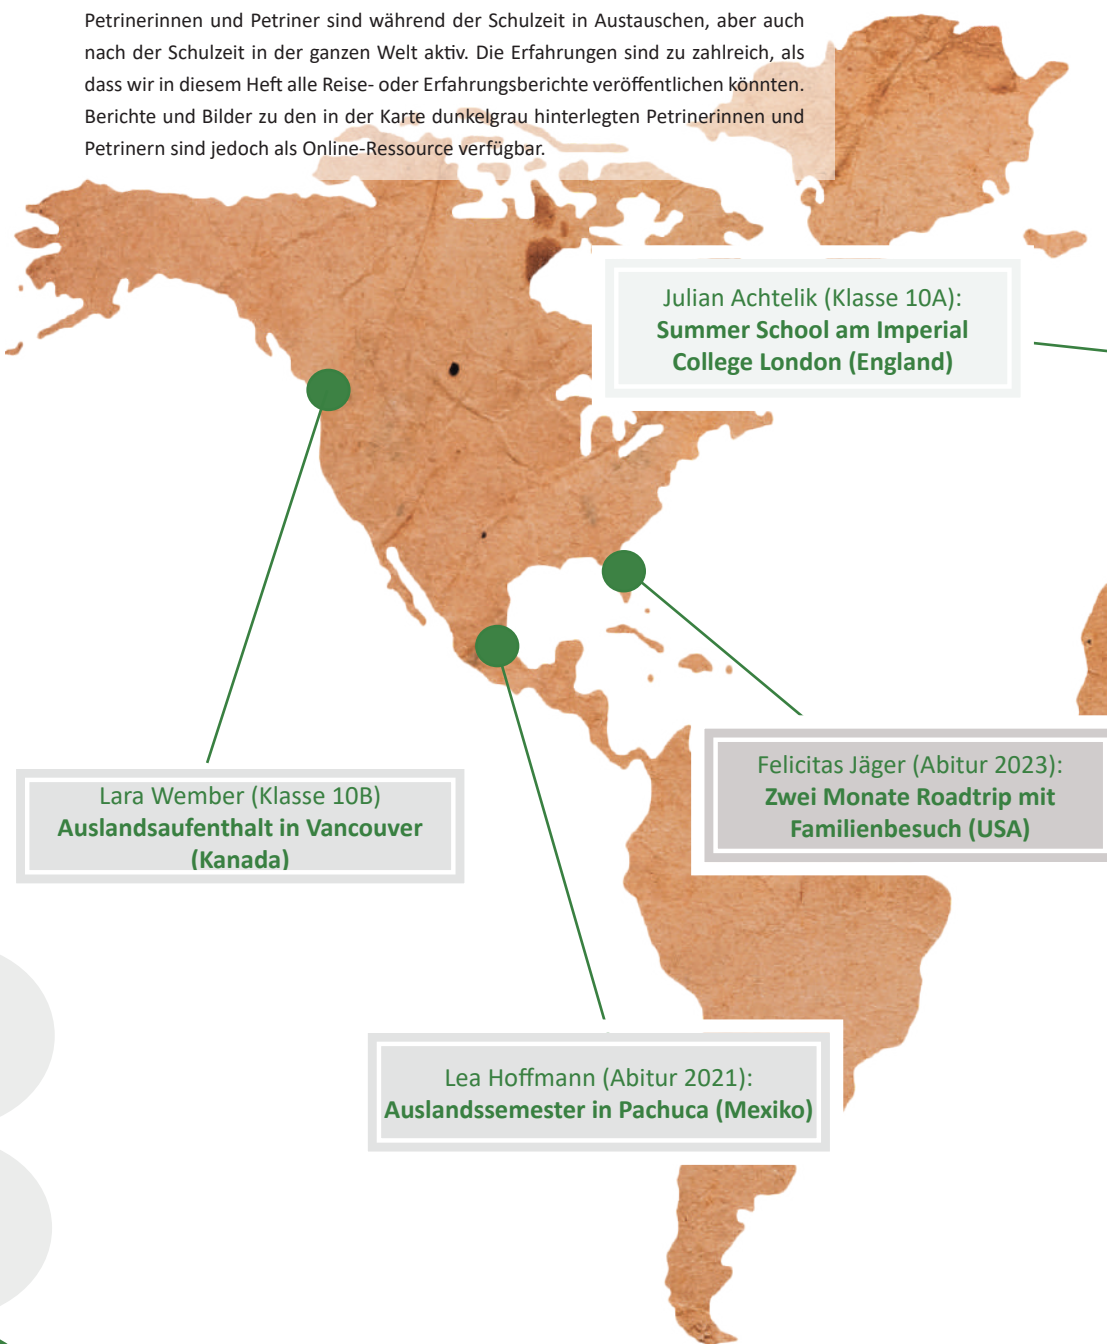 Petrinerinnen und Petriner sind während der Schulzeit in Austauschen, aber auch
nach der Schulzeit in der ganzen Welt aktiv. Die Erfahrungen sind zu zahlreich, als
dass wir in diesem Heft alle Reise- oder Erfahrungsberichte veröffentlichen könnten.
Berichte und Bilder zu den in der Karte dunkelgrau hinterlegten Petrinerinnen und
Petrinern sind jedoch als Online-Ressource verfügbar.
Julian Achtelik (Klasse 10A):
Summer School am Imperial
College London (England)
Felicitas Jäger (Abitur 2023):
Zwei Monate Roadtrip mit
Familienbesuch (USA)
Lara Wember (Klasse 10B)
Auslandsaufenthalt in Vancouver
(Kanada)
Lea Hoffmann (Abitur 2021):
Auslandssemester in Pachuca (Mexiko)